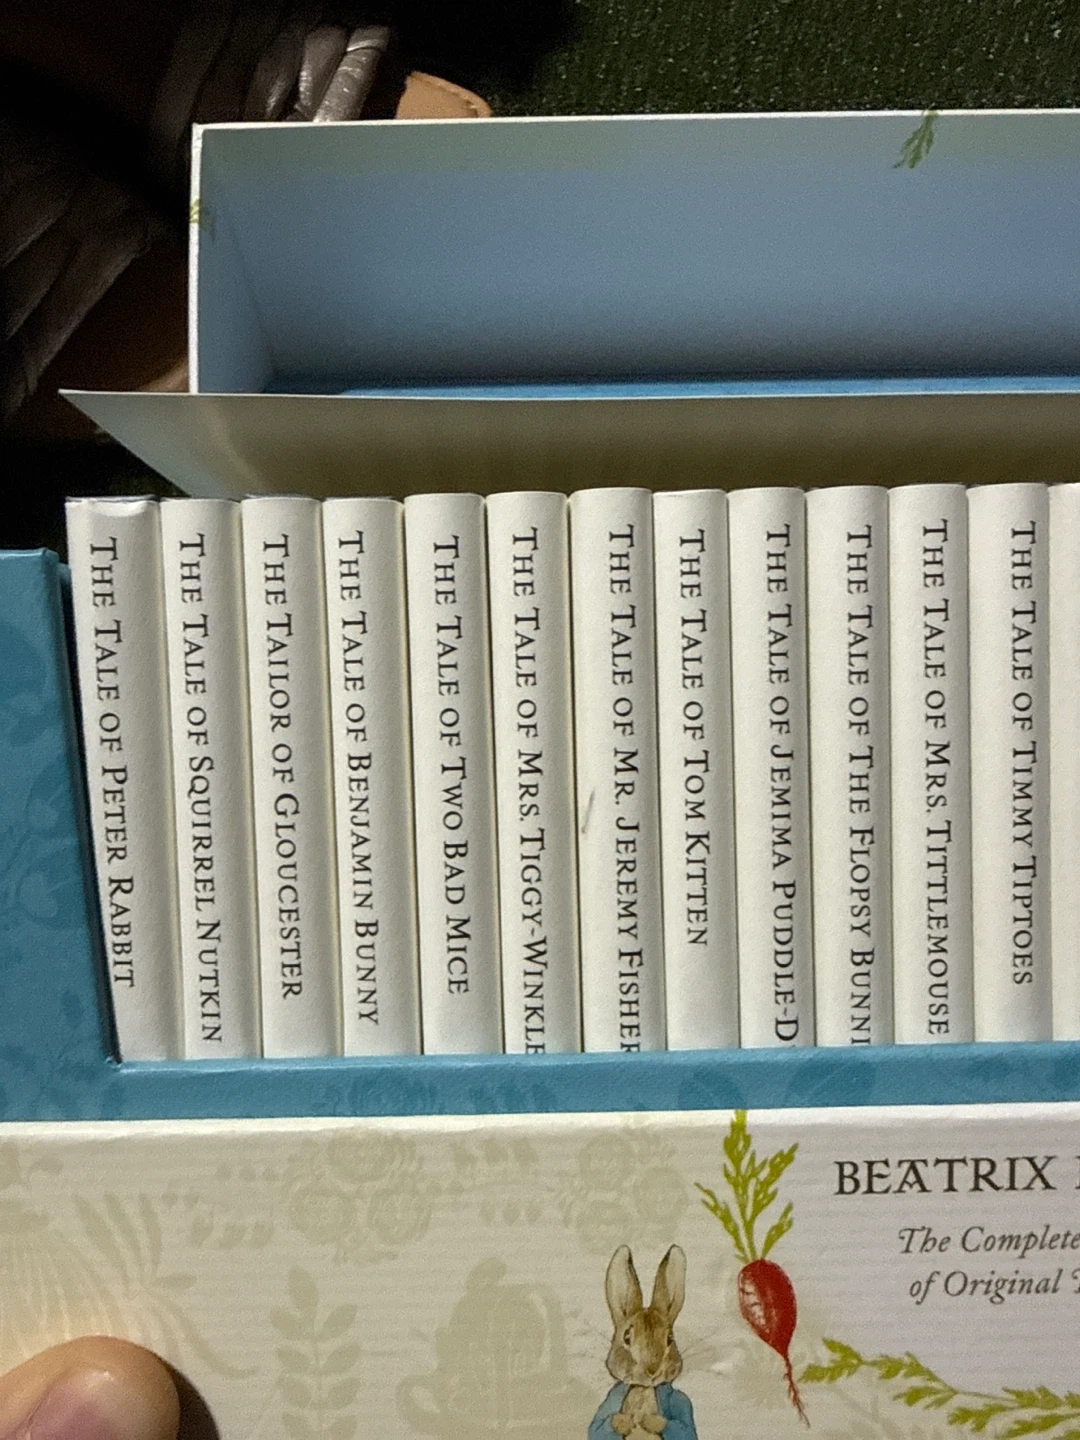 THE TALE OF PETER RABBIT
THE TALE OF SQUIRREL NUTKIN
THE TAILOR OF GLOUCESTER
THE TALE OF BENJAMIN BUNNY
THE TALE OF TWO BAD MICE
THE TALE OF MRS. TIGGY-WINKLE
THE TALE OF MR. JEREMY FISHER
THE TALE OF TOM KITTEN
THE TALE OF JEMIMA PUDDLE-D
THE TALE OF THE FLOPSY BUNNI
THE TALE OF MRS. TITTLEMOUSE
THE TALE OF TIMMY TIPTOES
BEATRIX
The Complete
of Original